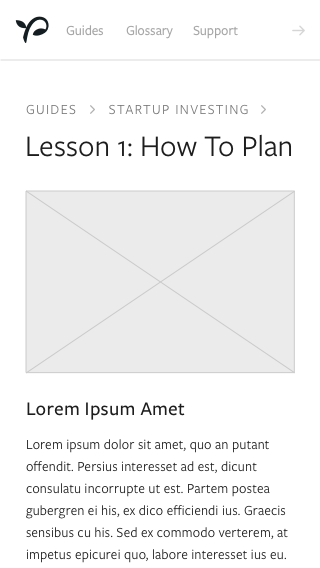 Guides Glossary Support
GUIDES STARTUP INVESTING
Lesson 1: How To Plan
Lorem Ipsum Amet
Lorem ipsum dolor sit amet, quo an putant
offendit. Persius interesset ad est, dicunt
consulatu incorrupte ut est. Partem postea
gubergren ei his, ex dico efficiendi ius. Graecis
sensibus cu his. Sed ex commodo verterem, at
impetus epicurei quo, labore interesset ius eu.